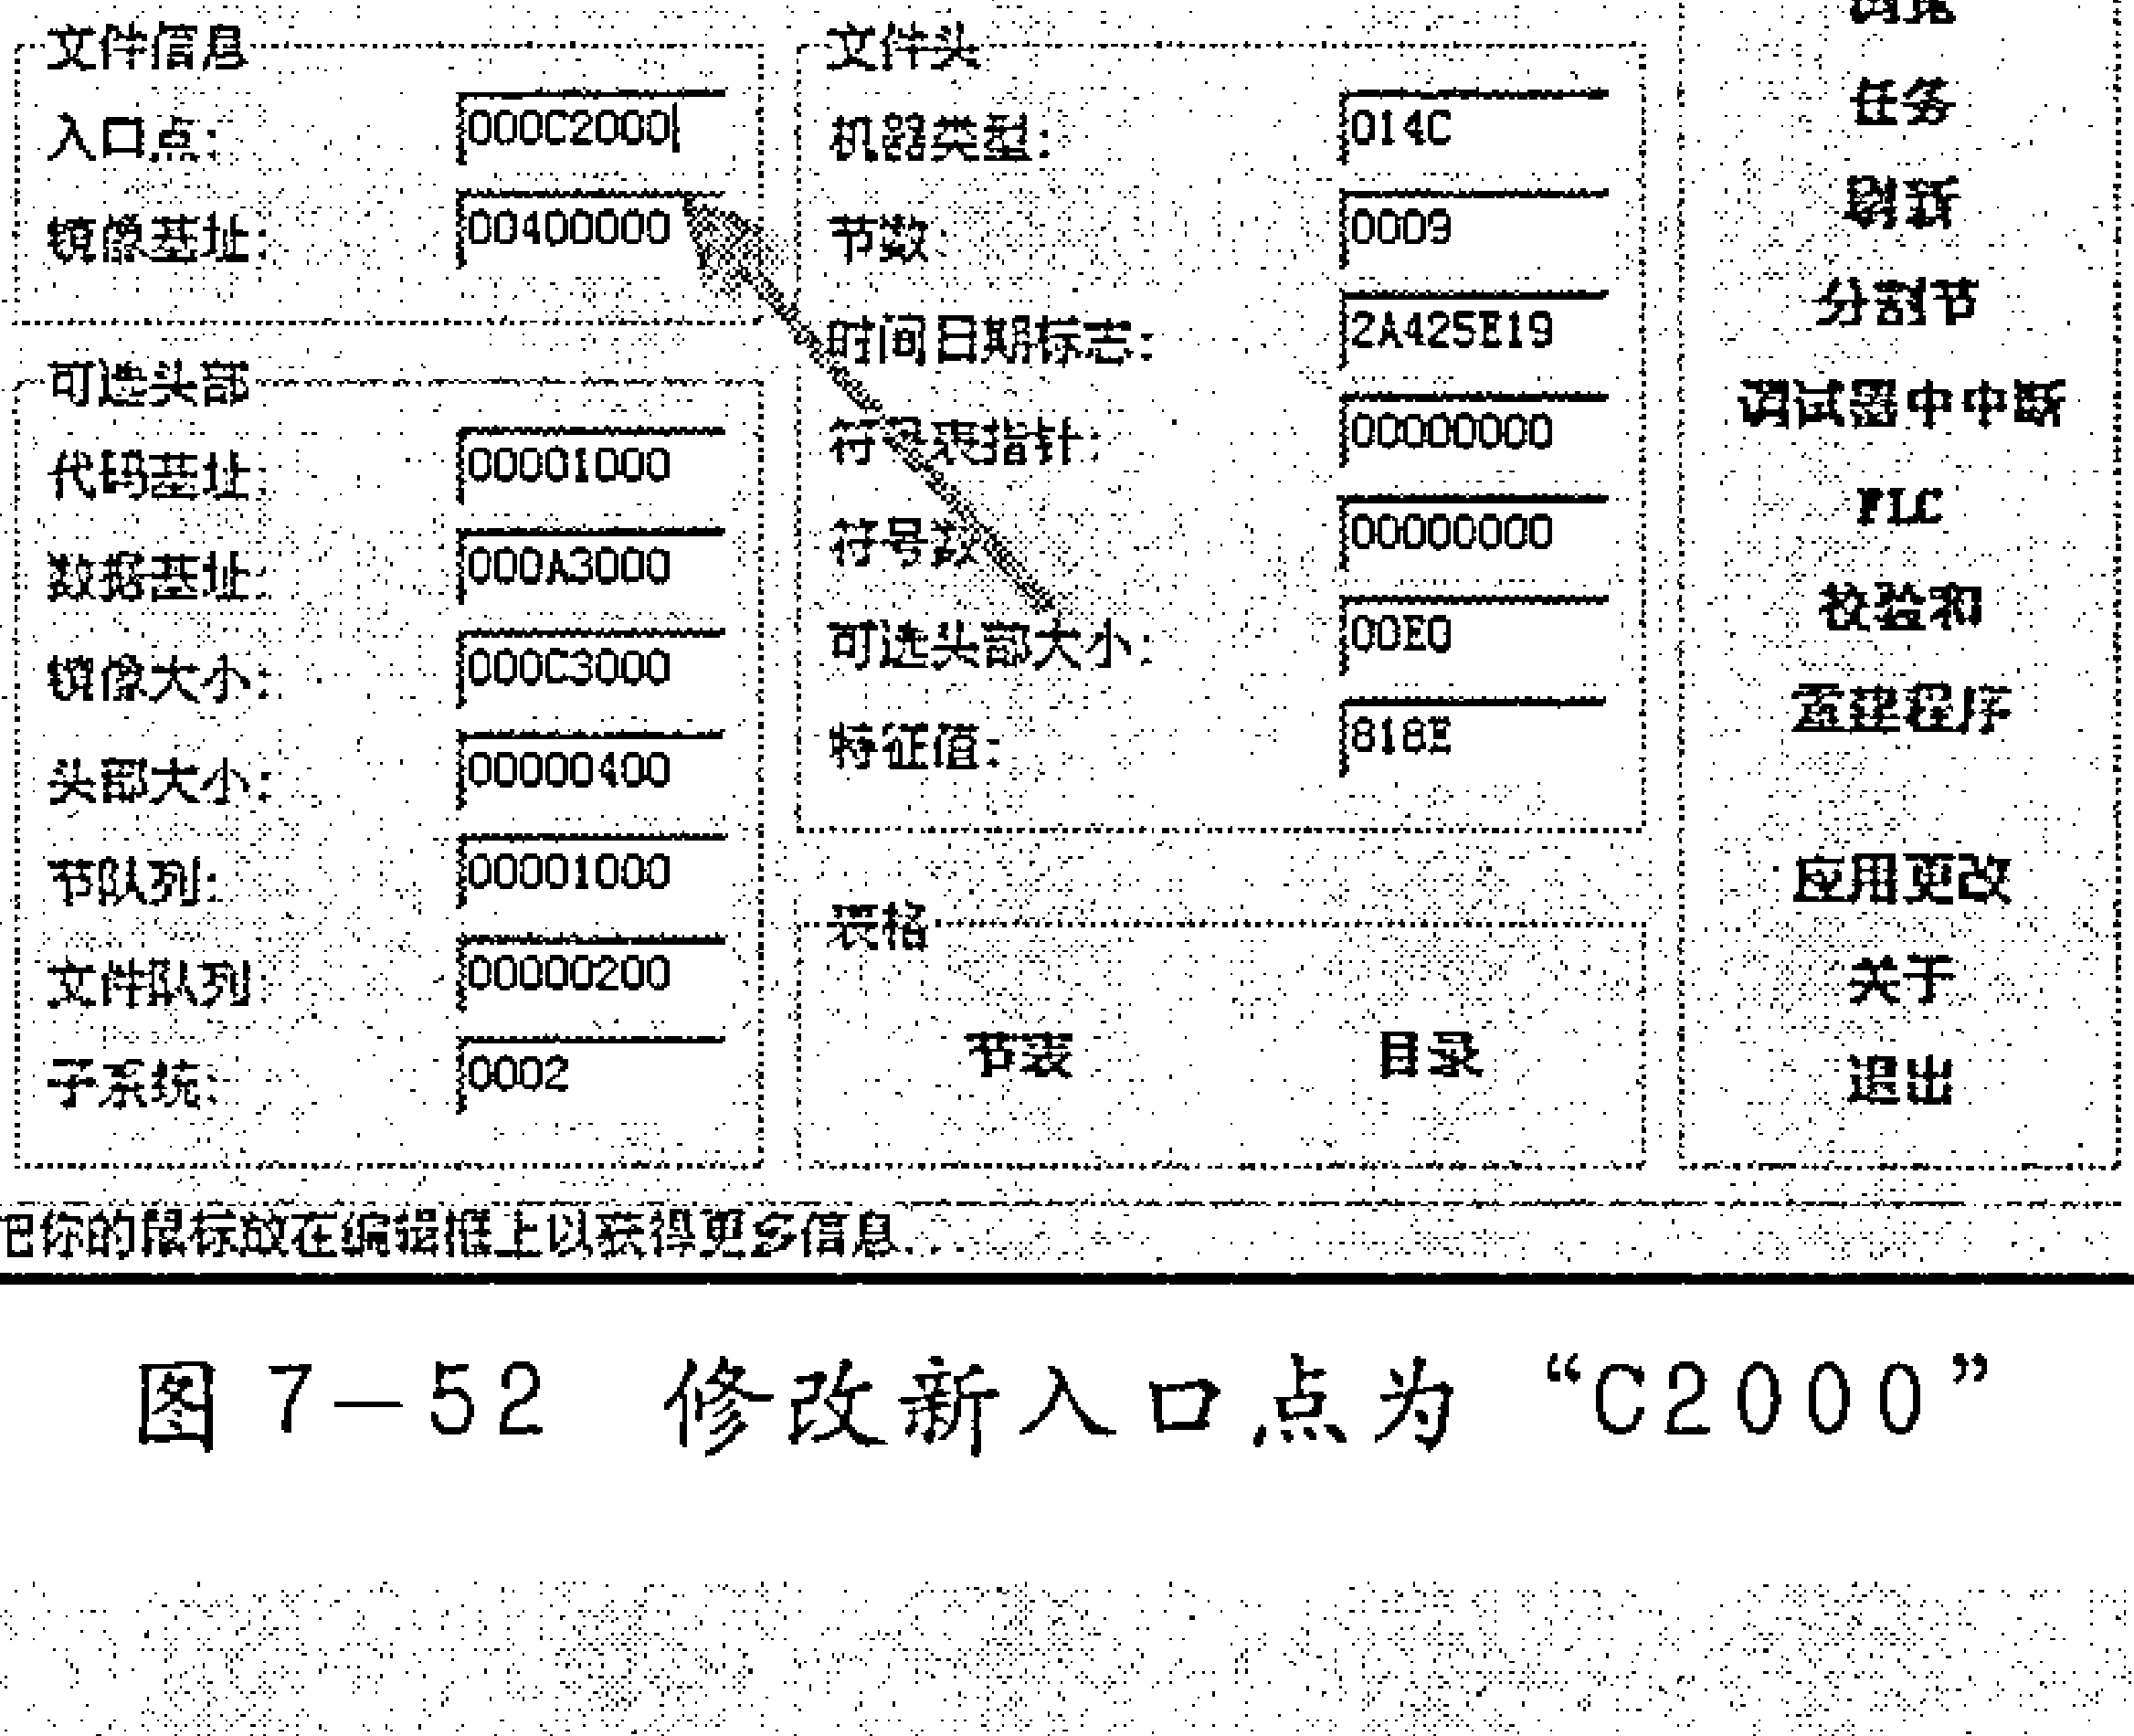 文件信息
入口点: 000C2000
镜像基址: 00400000
可选头部
代码基址: 00001000
数据基址: 000A3000
镜像大小: 000C3000
头部大小: 00000400
节队列: 00001000
文件队列 00000200
子系统: 0002
文件头
机器类型: 014C
节数: 0009
时间日期标志: 2A425E19
符号表指针: 00000000
符号数 00000000
可选头部大小: 00E0
特征值: 818E
表格
节表 目录
任务
刷新
分割节
调试器中中断
FLC
校验和
重建程序
应用更改
关于
退出
把你的鼠标放在编辑框上以获得更多信息...
图 7-52 修改新入口点为 “C2000”